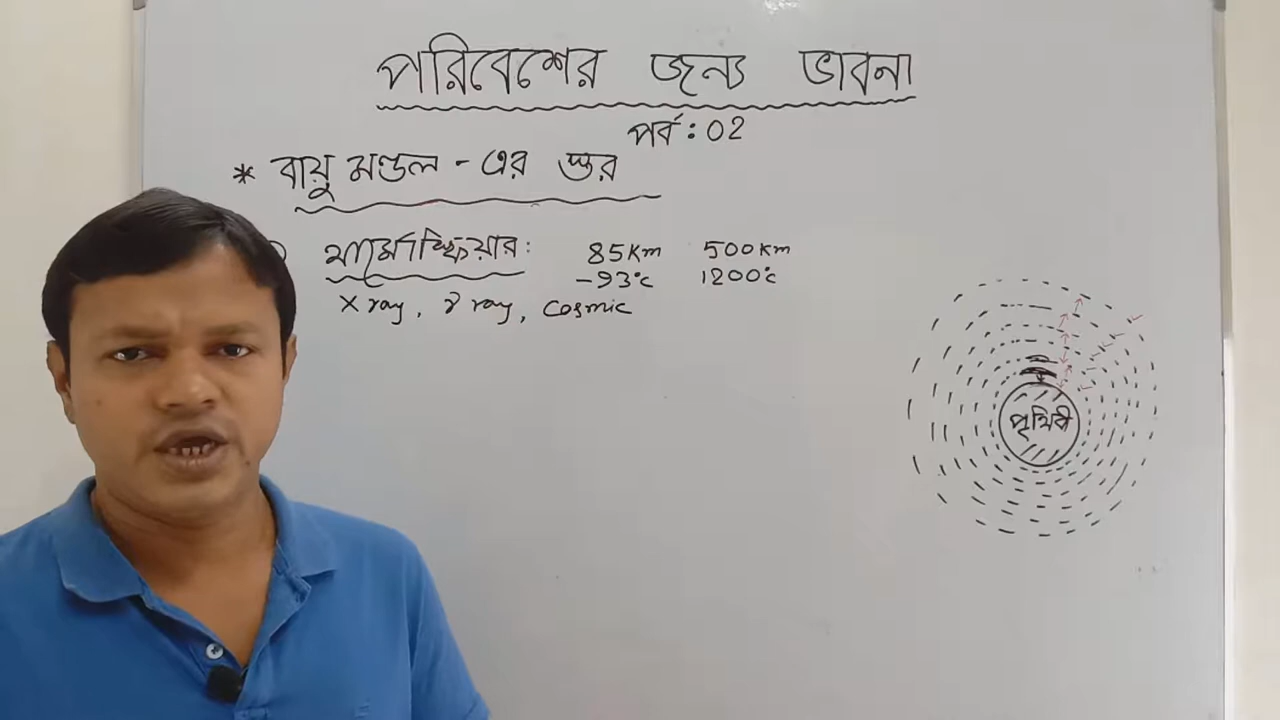 পরিবেশের জন্য ভাবনা
পর্ব : 02
* বায়ু মণ্ডল - এর স্তর
থার্মোস্ফিয়ার : 85Km 500km
-93°c 1200°c
X ray, γ ray, Cosmic
পৃথিবী